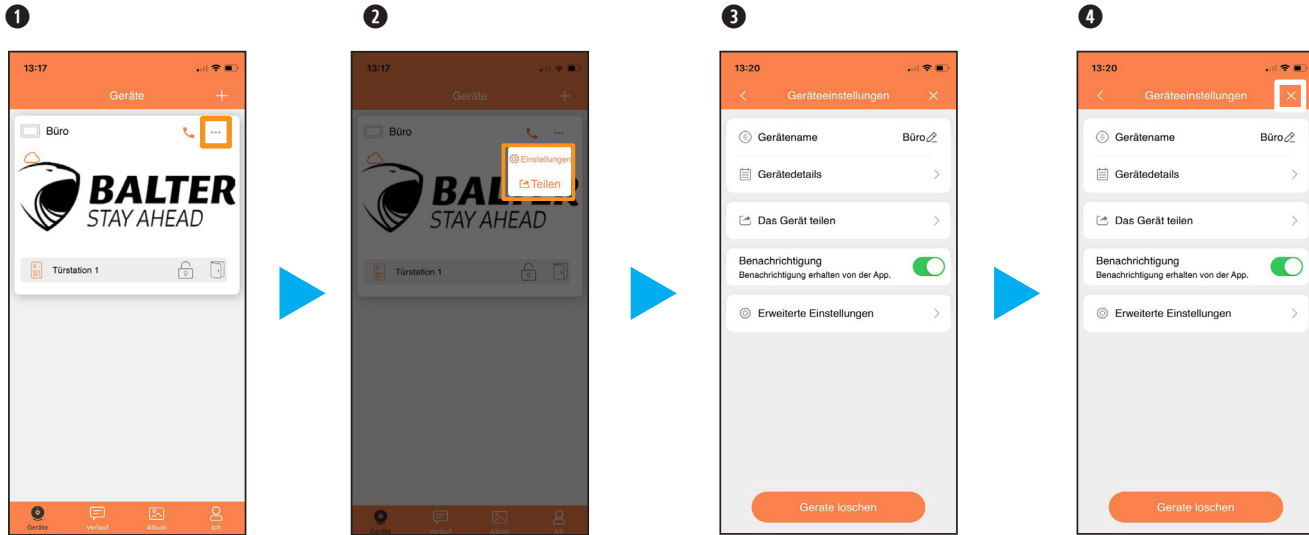 1
13:17
Geräte
Büro
BALTER
STAY AHEAD
Türstation 1
Geräte Verlauf Album Ich
2
13:17
Geräte
Büro
Einstellungen
Teilen
BALTER
STAY AHEAD
Türstation 1
Geräte Verlauf Album Ich
3
13:20
Geräteeinstellungen
Gerätename Büro
Gerätedetails
Das Gerät teilen
Benachrichtigung
Benachrichtigung erhalten von der App.
Erweiterte Einstellungen
Gerate loschen
4
13:20
Geräteeinstellungen
Gerätename Büro
Gerätedetails
Das Gerät teilen
Benachrichtigung
Benachrichtigung erhalten von der App.
Erweiterte Einstellungen
Gerate loschen